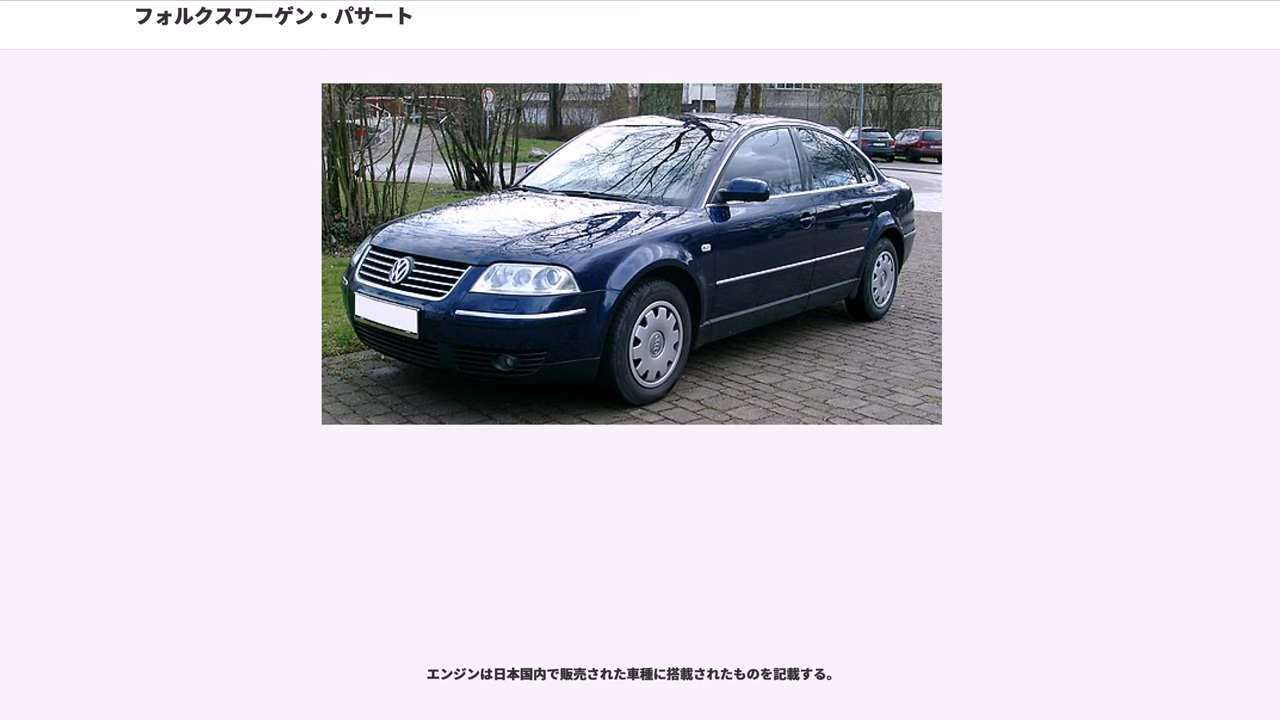 フォルクスワーゲン・パサート
エンジンは日本国内で販売された車種に搭載されたものを記載する。